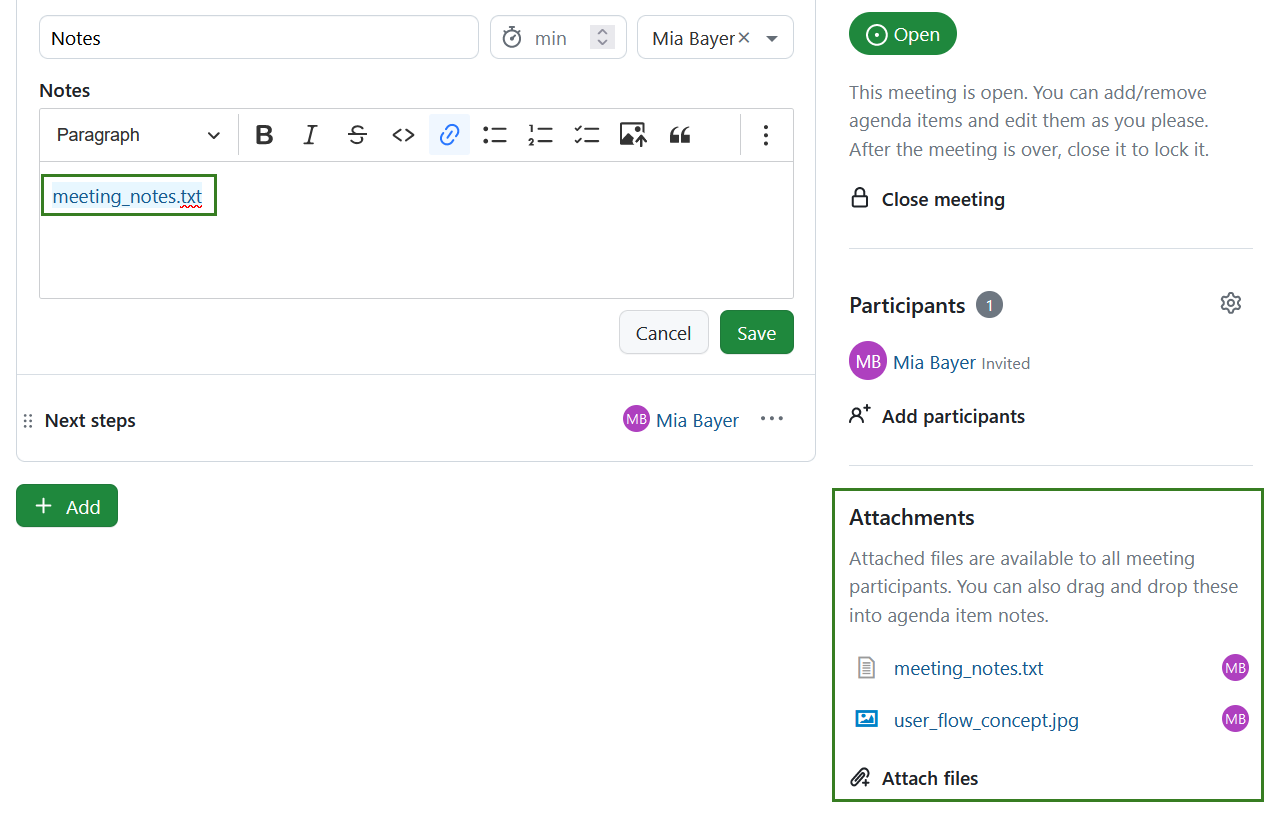 Notes
min
Mia Bayer
Notes
Paragraph
meeting_notes.txt
Cancel
Save
Next steps
MB Mia Bayer
Add
Open
This meeting is open. You can add/remove
agenda items and edit them as you please.
After the meeting is over, close it to lock it.
Close meeting
Participants 1
MB Mia Bayer Invited
Add participants
Attachments
Attached files are available to all meeting
participants. You can also drag and drop these
into agenda item notes.
meeting_notes.txt MB
user_flow_concept.jpg MB
Attach files